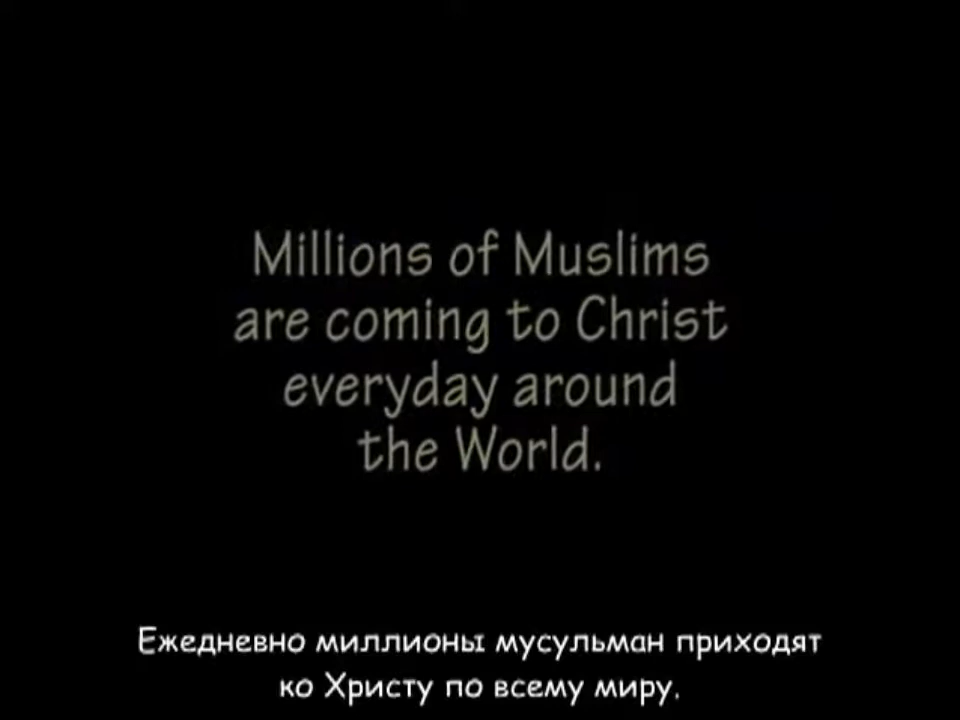 Millions of Muslims
are coming to Christ
everyday around
the World.
Ежедневно миллионы мусульман приходят
ко Христу по всему миру.